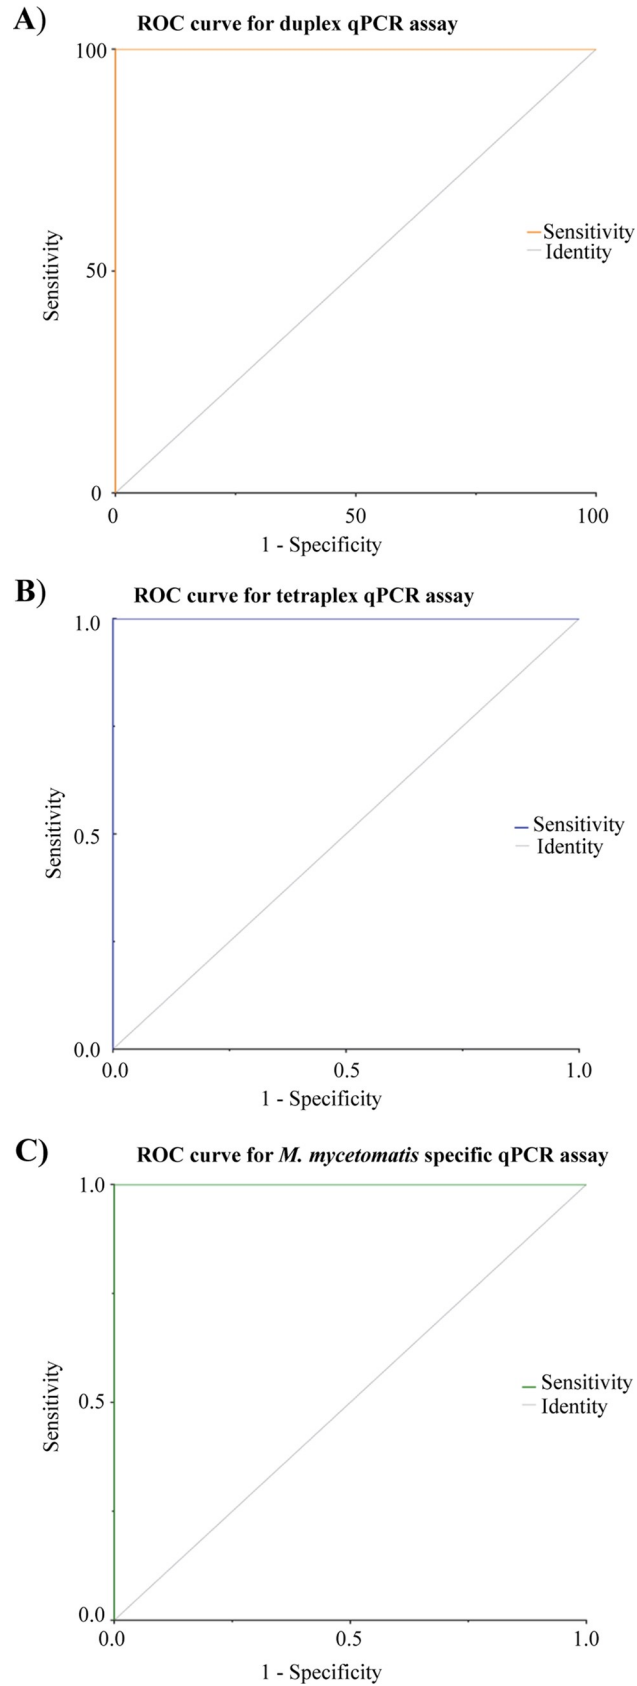 A)
ROC curve for duplex qPCR assay
100
Sensitivity
50
Sensitivity
Identity
0
0 50 100
1 - Specificity
B)
ROC curve for tetraplex qPCR assay
1.0
Sensitivity
0.5
Sensitivity
Identity
0.0
0.0 0.5 1.0
1 - Specificity
C)
ROC curve for M. mycetomatis specific qPCR assay
1.0
Sensitivity
0.5
Sensitivity
Identity
0.0
0.0 0.5 1.0
1 - Specificity